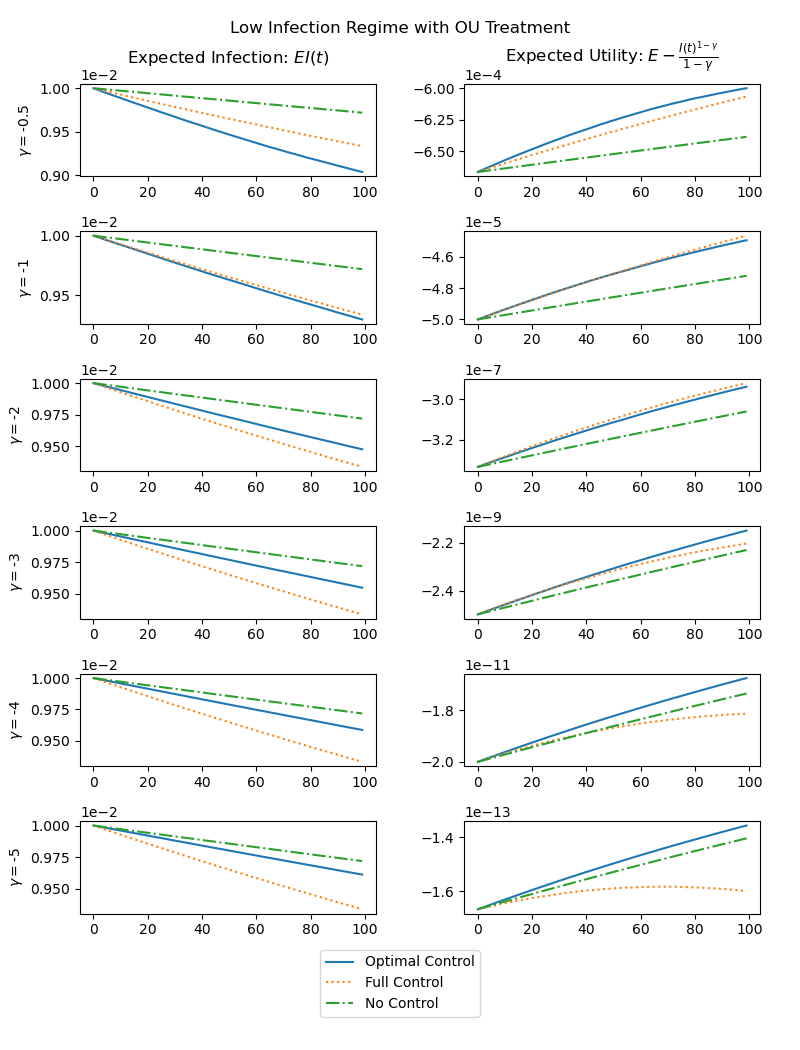 Low Infection Regime with OU Treatment
Expected Infection: $EI(t)$
Expected Utility: $E - \frac{I(t)^{1-\gamma}}{1-\gamma}$
1e−2
1.00
0.95
0.90
γ = -0.5
0 20 40 60 80 100
1e−4
−6.00
−6.25
−6.50
0 20 40 60 80 100
1e−2
1.00
0.95
γ = -1
0 20 40 60 80 100
1e−5
−4.6
−4.8
−5.0
0 20 40 60 80 100
1e−2
1.000
0.975
0.950
γ = -2
0 20 40 60 80 100
1e−7
−3.0
−3.2
0 20 40 60 80 100
1e−2
1.000
0.975
0.950
γ = -3
0 20 40 60 80 100
1e−9
−2.2
−2.4
0 20 40 60 80 100
1e−2
1.000
0.975
0.950
γ = -4
0 20 40 60 80 100
1e−11
−1.8
−2.0
0 20 40 60 80 100
1e−2
1.000
0.975
0.950
γ = -5
0 20 40 60 80 100
1e−13
−1.4
−1.6
0 20 40 60 80 100
Optimal Control
Full Control
No Control